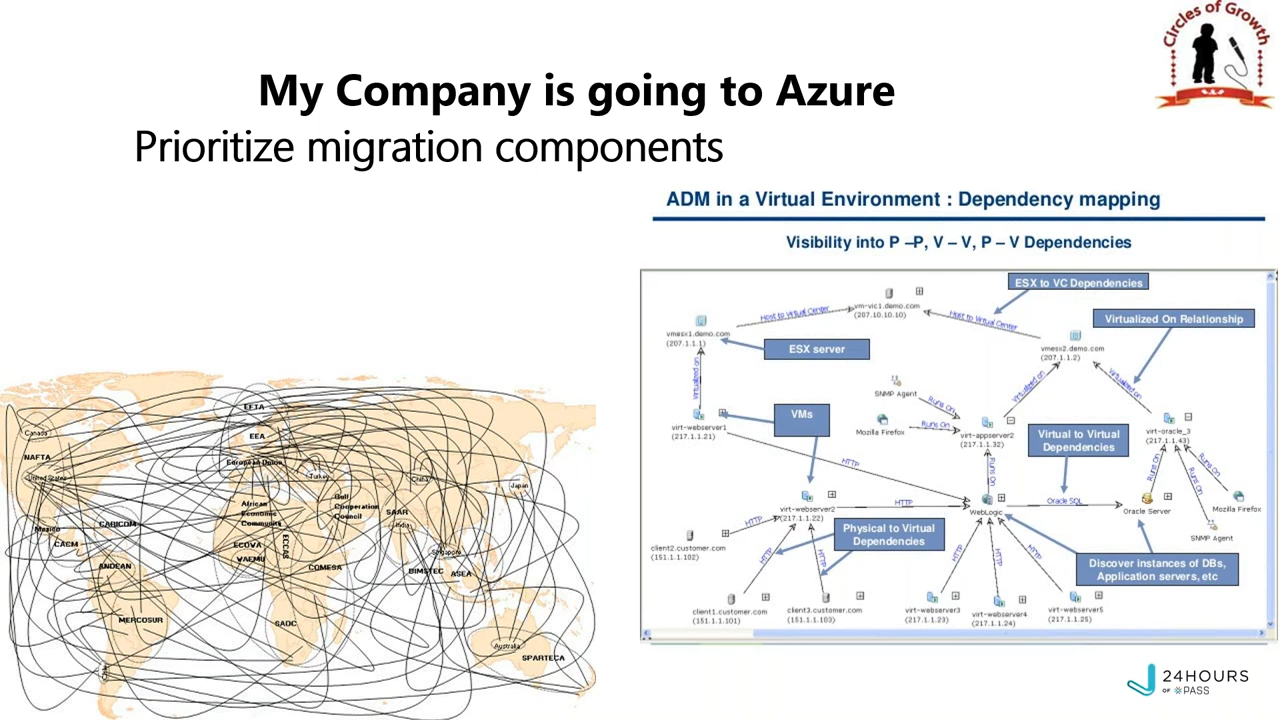 Circles of Growth
My Company is going to Azure
Prioritize migration components
ADM in a Virtual Environment : Dependency mapping
Visibility into P –P, V – V, P – V Dependencies
ESX to VC Dependencies
vm-vic1.demo.com
(207.10.10.10)
Host to Virtual Center
Host to Virtual Center
Virtualized On Relationship
vmesx1.demo.com
(207.1.1.1)
ESX server
vmesx2.demo.com
(207.1.1.2)
Virtualized on
Virtualized on
Virtualized on
SNMP Agent
Runs On
VMs
Mozilla Firefox
Runs On
virt-webserver1
(217.1.1.21)
virt-appserver2
(217.1.1.32)
Virtual to Virtual
Dependencies
virt-oracle_3
(217.1.1.43)
HTTP
Runs On
Runs On
Runs On
Runs On
virt-webserver2
(217.1.1.22)
HTTP
WebLogic
Oracle SQL
Oracle Server
Mozilla Firefox
SNMP Agent
HTTP
Physical to Virtual
Dependencies
client2.customer.com
(151.1.1.102)
HTTP
HTTP
HTTP
HTTP
HTTP
Discover instances of DBs,
Application servers, etc
client1.customer.com
(151.1.1.101)
client3.customer.com
(151.1.1.103)
virt-webserver3
(217.1.1.23)
virt-webserver4
(217.1.1.24)
virt-webserver5
(217.1.1.25)
EFTA
Canada
EEA
NAFTA
European Union
United States
Turkey
China
Japan
Gulf
Cooperation
Council
African
Economic
Community
SAAR
India
Mexico
CARICOM
CACM
ECOWA
ECCAS
Singapore
WAEMU
ANDEAN
COMESA
BIMSTEC
ASEA
MERCOSUR
SADC
Australia
SPARTECA
Chile
24HOURS
OF PASS